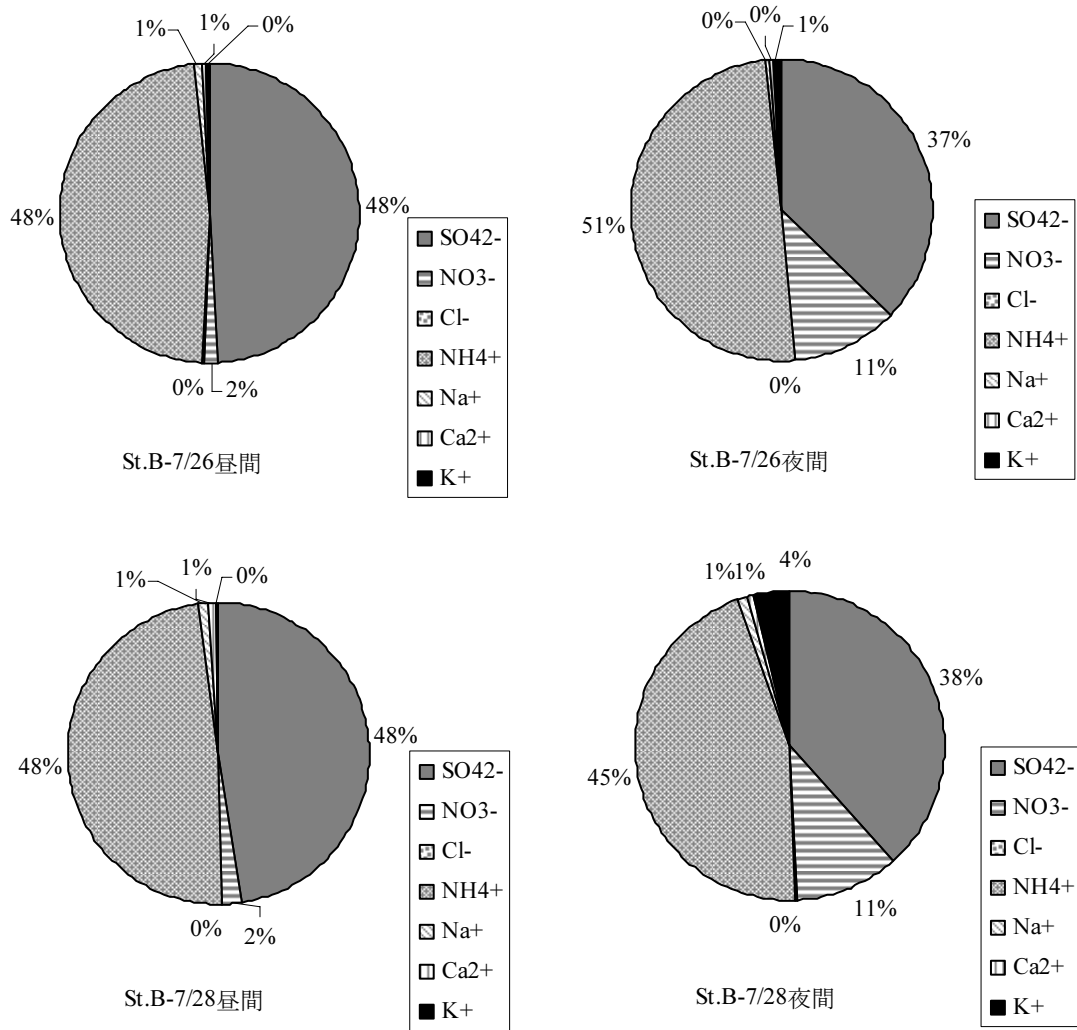 1%
1%
0%
48%
48%
0%
2%
SO42-
NO3-
Cl-
NH4+
Na+
Ca2+
K+
St.B-7/26昼間
0%
0%
1%
37%
51%
11%
0%
SO42-
NO3-
Cl-
NH4+
Na+
Ca2+
K+
St.B-7/26夜間
1%
1%
0%
48%
48%
0%
2%
SO42-
NO3-
Cl-
NH4+
Na+
Ca2+
K+
St.B-7/28昼間
1%
1%
4%
38%
45%
11%
0%
SO42-
NO3-
Cl-
NH4+
Na+
Ca2+
K+
St.B-7/28夜間